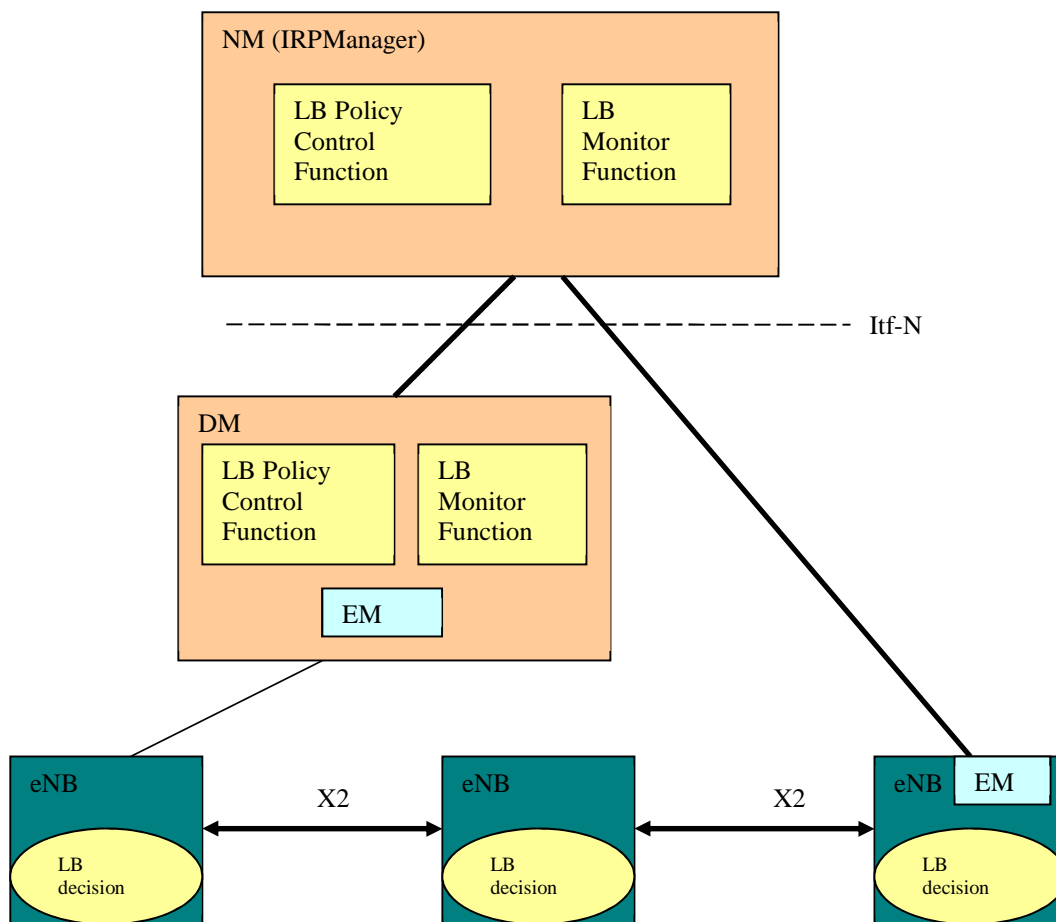 NM (IRPManager)
LB Policy
Control
Function
LB
Monitor
Function
Itf-N
DM
LB Policy
Control
Function
LB
Monitor
Function
EM
eNB
X2
eNB
X2
eNB
EM
LB
decision
LB
decision
LB
decision